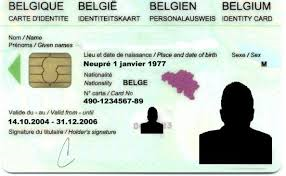 BELGIQUE BELGIË BELGIEN BELGIUM
CARTE D'IDENTITE IDENTITEITSKAART PERSONALAUSWEIS IDENTITY CARD
Nom / Name
Prénoms / Given names
Lieu et date de naissance / Place and date of birth Sexe / Sex
Neupré 1 janvier 1977 M
Nationalité
Nationality BELGE
N° carte / Card No
490-1234567-89
Valide du - au / Valid from - until
14.10.2004 - 31.12.2006
Signature du titulaire / Holder's signature